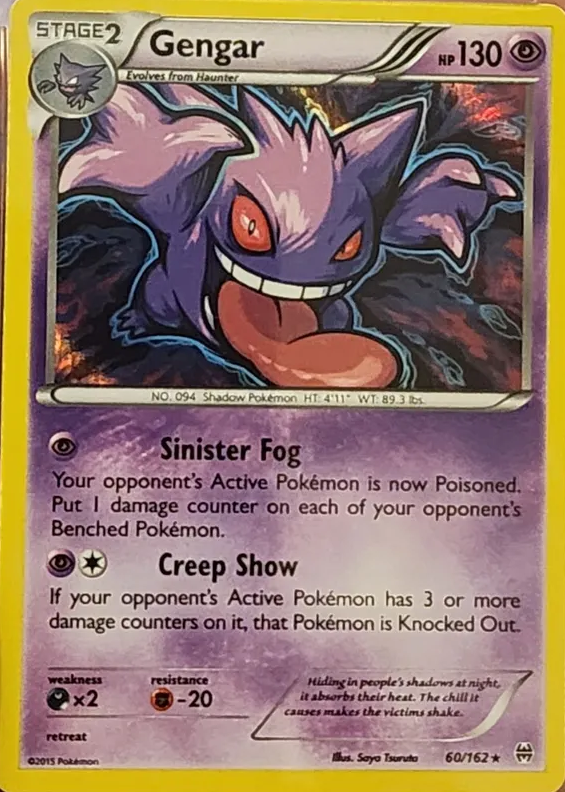 STAGE2
Gengar
HP 130
Evolves from Haunter
NO. 094 Shadow Pokémon HT: 4'11" WT: 89.3 lbs.
Sinister Fog
Your opponent's Active Pokémon is now Poisoned.
Put 1 damage counter on each of your opponent's
Benched Pokémon.
Creep Show
If your opponent's Active Pokémon has 3 or more
damage counters on it, that Pokémon is Knocked Out.
weakness
×2
resistance
-20
retreat
Hiding in people's shadows at night,
it absorbs their heat. The chill it
causes makes the victims shake.
©2015 Pokémon
Illus. Saya Tsuruta
60/162★